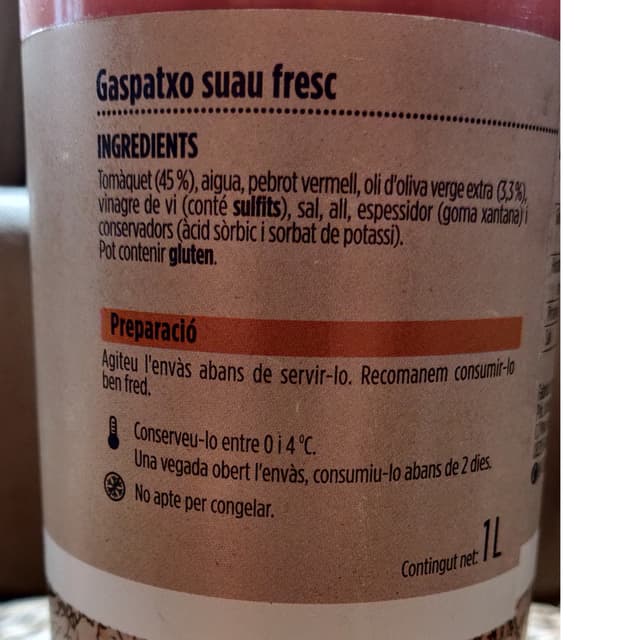 Gaspatxo suau fresc
INGREDIENTS
Tomàquet (45 %), aigua, pebrot vermell, oli d'oliva verge extra (3,3 %),
vinagre de vi (conté sulfits), sal, all, espessidor (goma xantana) i
conservadors (àcid sòrbic i sorbat de potassi).
Pot contenir gluten.
Preparació
Agiteu l'envàs abans de servir-lo. Recomanem consumir-lo
ben fred.
Conserveu-lo entre 0 i 4 ºC.
Una vegada obert l'envàs, consumiu-lo abans de 2 dies.
No apte per congelar.
Contingut net: 1 L